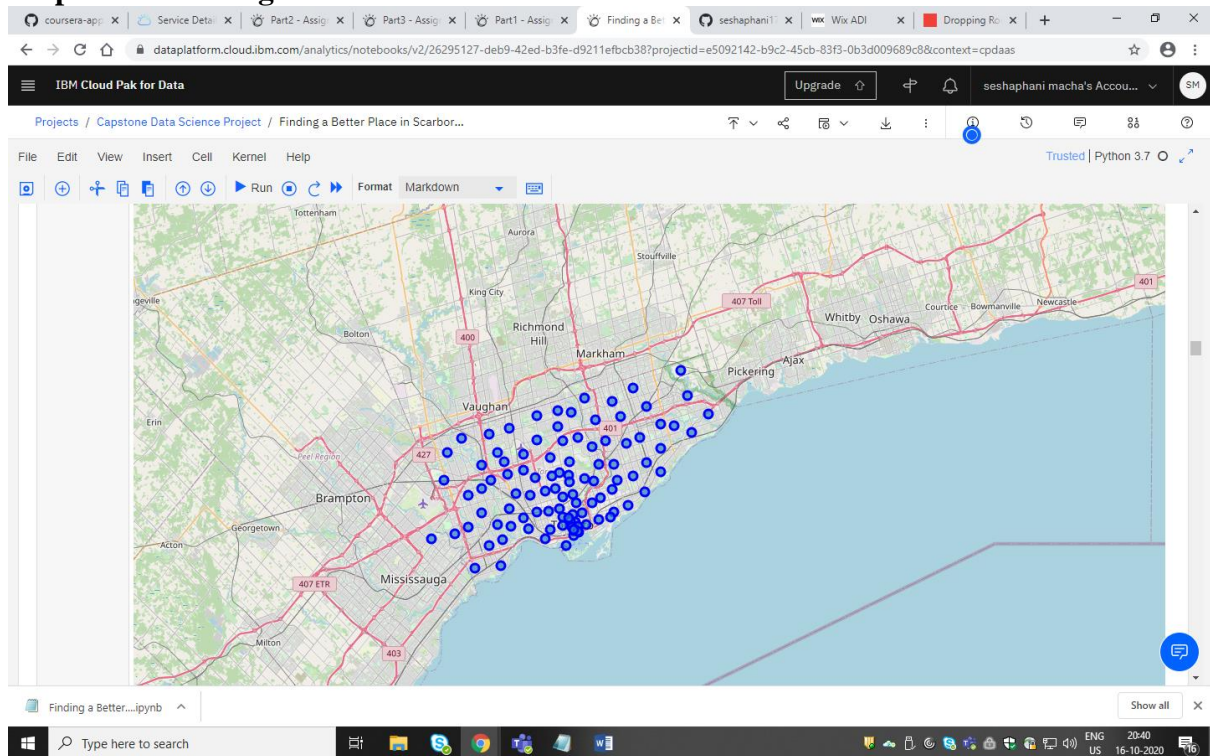 coursera-app
Service Detail
Part2 - Assig
Part3 - Assig
Part1 - Assig
Finding a Bet
seshaphani1
WIX Wix ADI
Dropping Ro
dataplatform.cloud.ibm.com/analytics/notebooks/v2/26295127-deb9-42ed-b3fe-d9211efbcb38?projectid=e5092142-b9c2-45cb-83f3-0b3d009689c8&context=cpdaas
IBM Cloud Pak for Data
Upgrade
seshaphani macha's Accou...
SM
Projects / Capstone Data Science Project / Finding a Better Place in Scarbor...
File Edit View Insert Cell Kernel Help
Trusted | Python 3.7
Run
Format Markdown
Tottenham
Aurora
Stouffville
King City
geville
407 Toll
401
Newcastle
Courtice
Bowmanville
Whitby
Oshawa
Bolton
400
Richmond
Hill
Markham
Ajax
Pickering
Vaughan
Erin
401
427
Peel Region
Brampton
Georgetown
Acton
407 ETR
Mississauga
Milton
403
Finding a Better....ipynb
Show all
Type here to search
ENG
US
20:40
16-10-2020
16